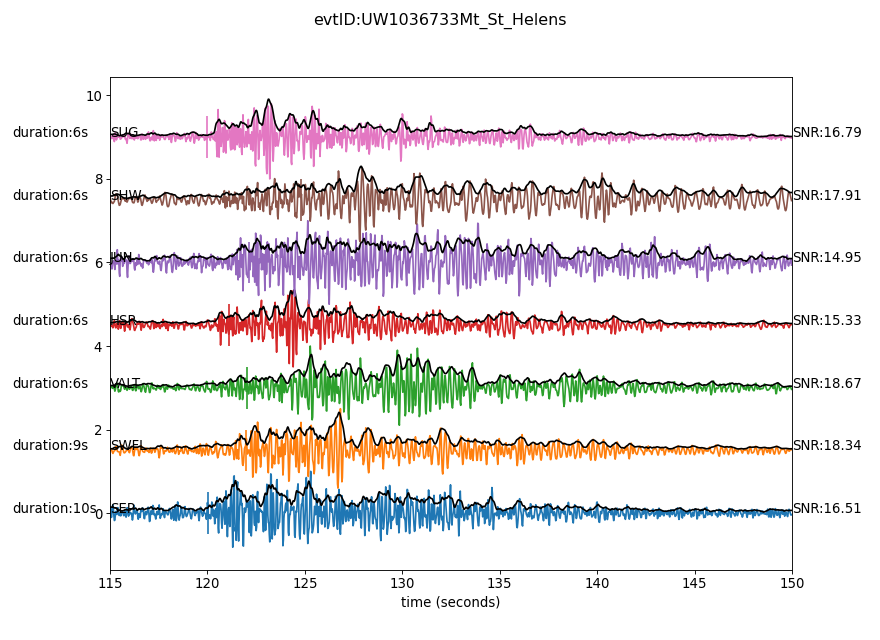 evtID:UW1036733Mt_St_Helens
10
duration:6s SUG SNR:16.79
8
duration:6s SHW SNR:17.91
duration:6s SNR:14.95
6
duration:6s HSR SNR:15.33
4
duration:6s VALT SNR:18.67
2
duration:9s SWFL SNR:18.34
duration:10s SEP SNR:16.51
0
115 120 125 130 135 140 145 150
time (seconds)